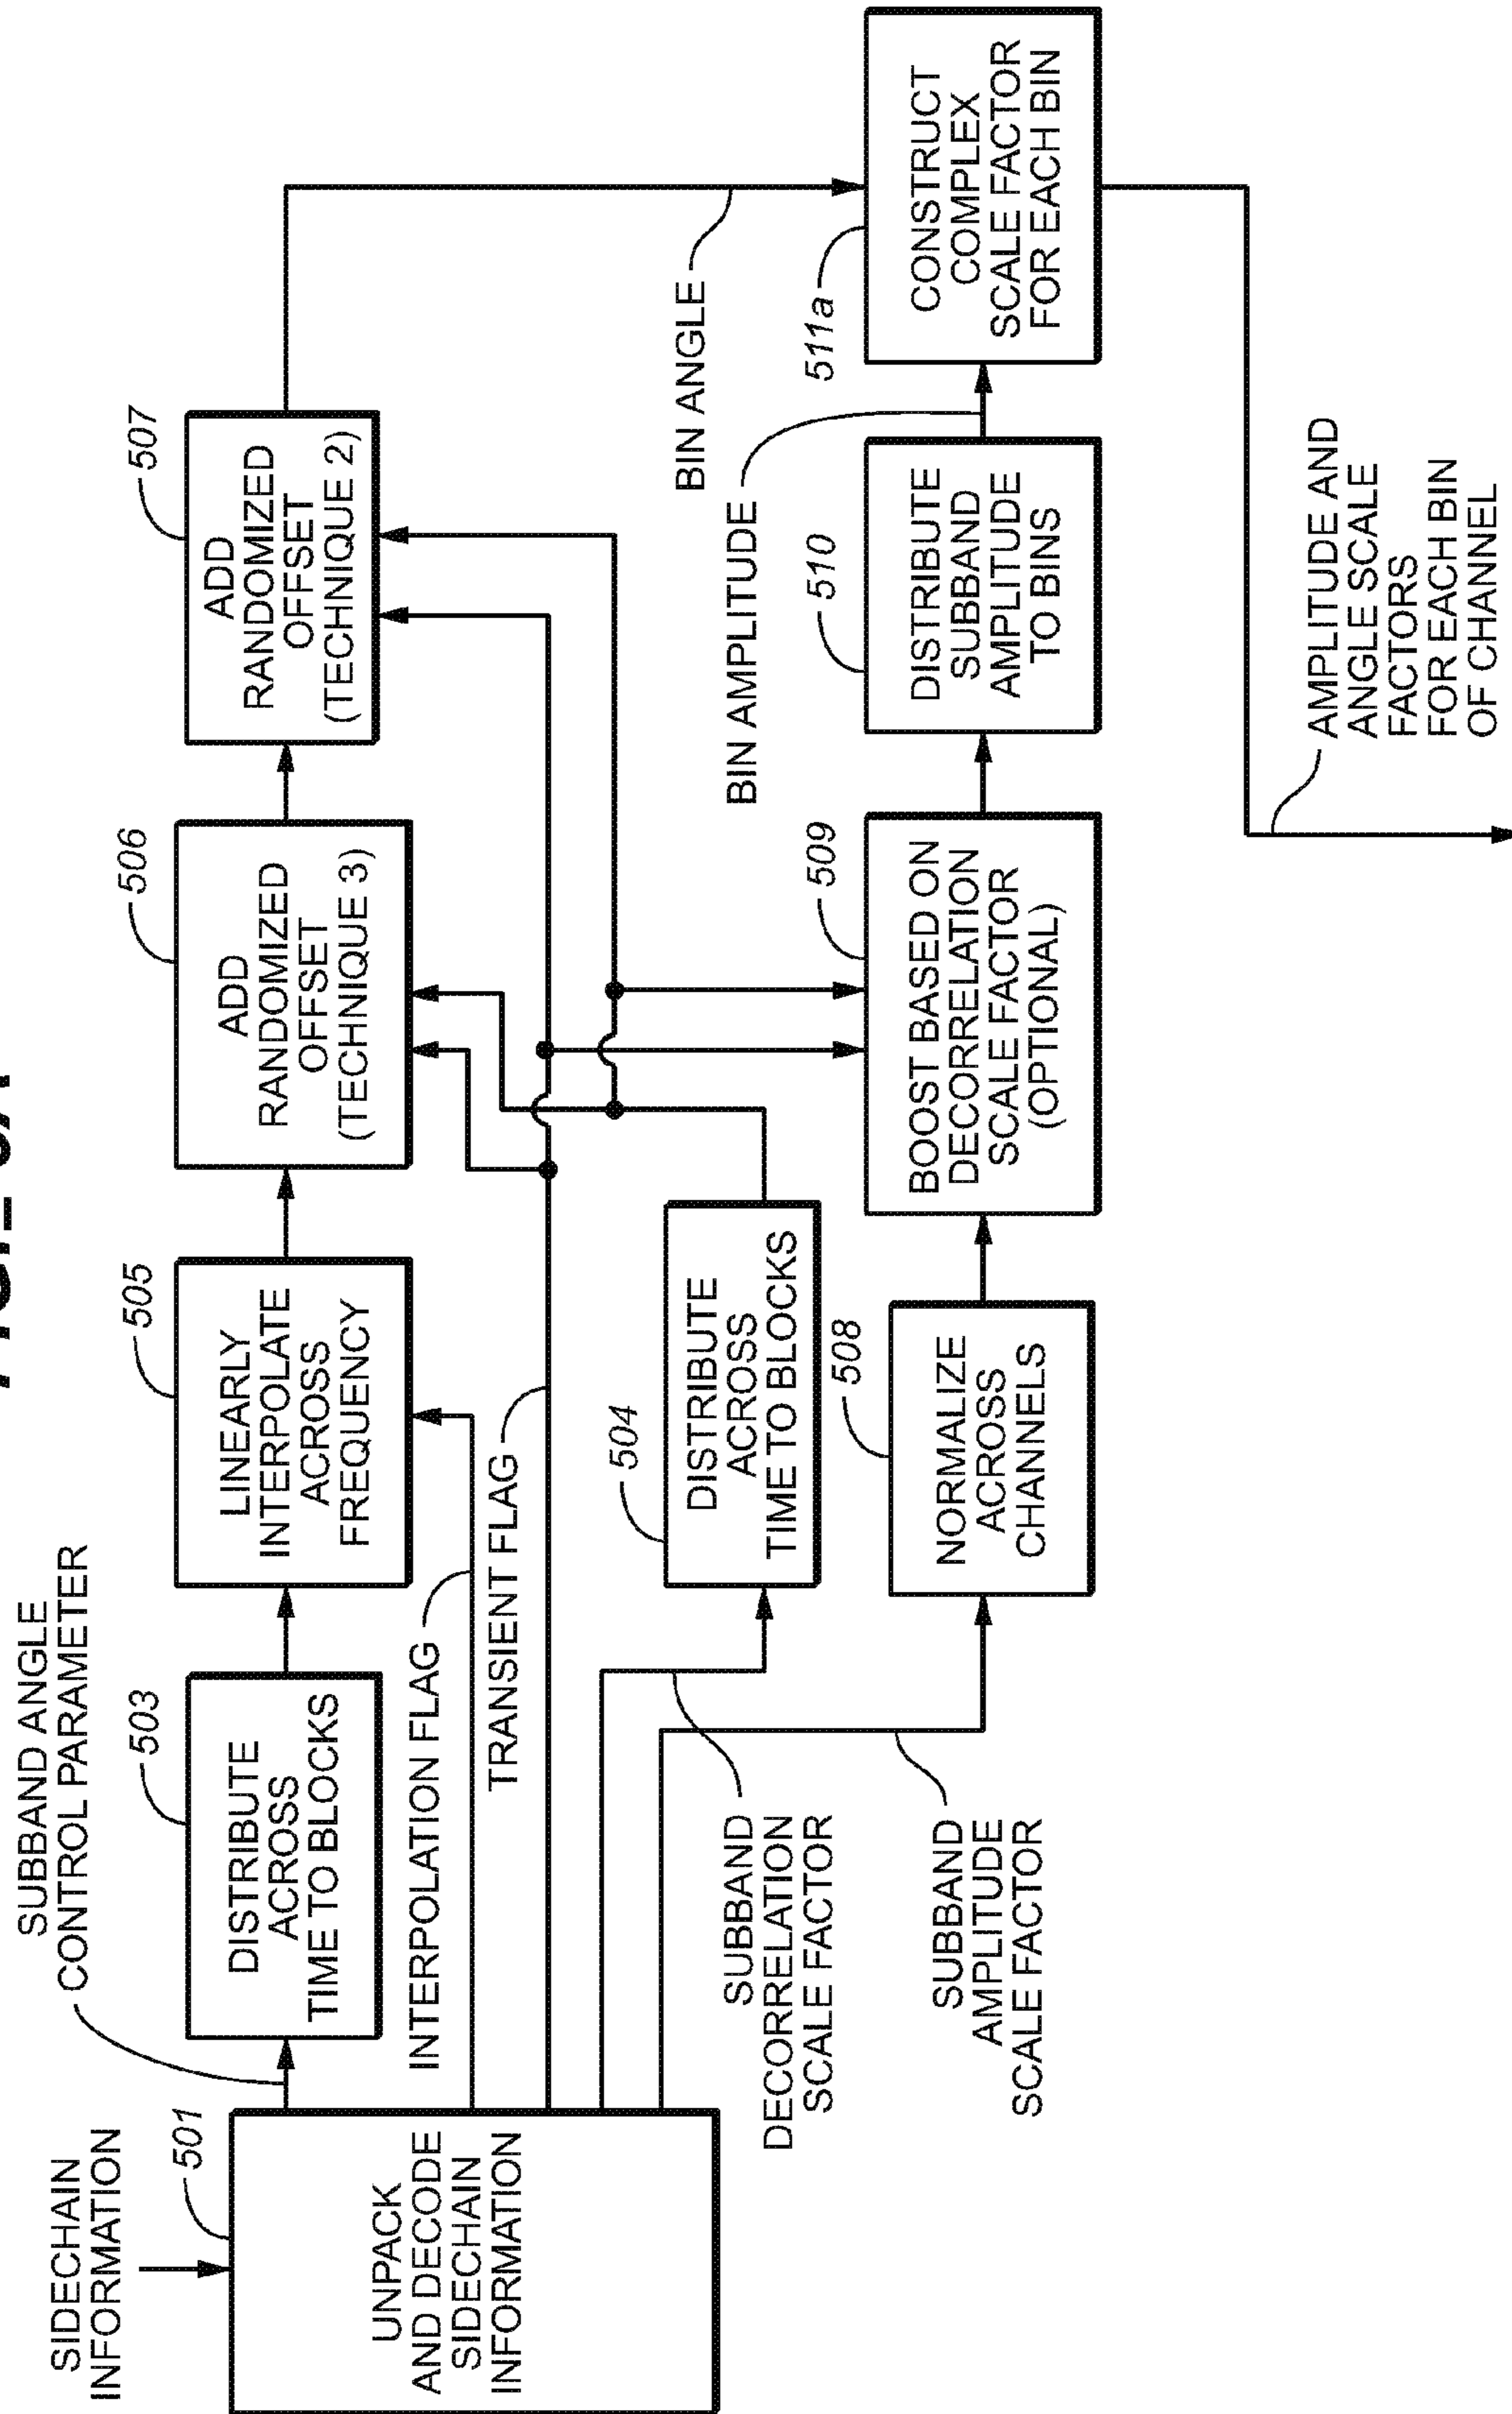 SIDECHAIN
INFORMATION
501
UNPACK
AND DECODE
SIDECHAIN
INFORMATION
SUBBAND ANGLE
CONTROL PARAMETER
503
DISTRIBUTE
ACROSS
TIME TO BLOCKS
505
LINEARLY
INTERPOLATE
ACROSS
FREQUENCY
506
ADD
RANDOMIZED
OFFSET
(TECHNIQUE 3)
507
ADD
RANDOMIZED
OFFSET
(TECHNIQUE 2)
INTERPOLATION FLAG
TRANSIENT FLAG
BIN ANGLE
504
DISTRIBUTE
ACROSS
TIME TO BLOCKS
SUBBAND
DECORRELATION
SCALE FACTOR
SUBBAND
AMPLITUDE
SCALE FACTOR
508
NORMALIZE
ACROSS
CHANNELS
509
BOOST BASED ON
DECORRELATION
SCALE FACTOR
(OPTIONAL)
BIN AMPLITUDE
510
DISTRIBUTE
SUBBAND
AMPLITUDE
TO BINS
511a
CONSTRUCT
COMPLEX
SCALE FACTOR
FOR EACH BIN
AMPLITUDE AND
ANGLE SCALE
FACTORS
FOR EACH BIN
OF CHANNEL